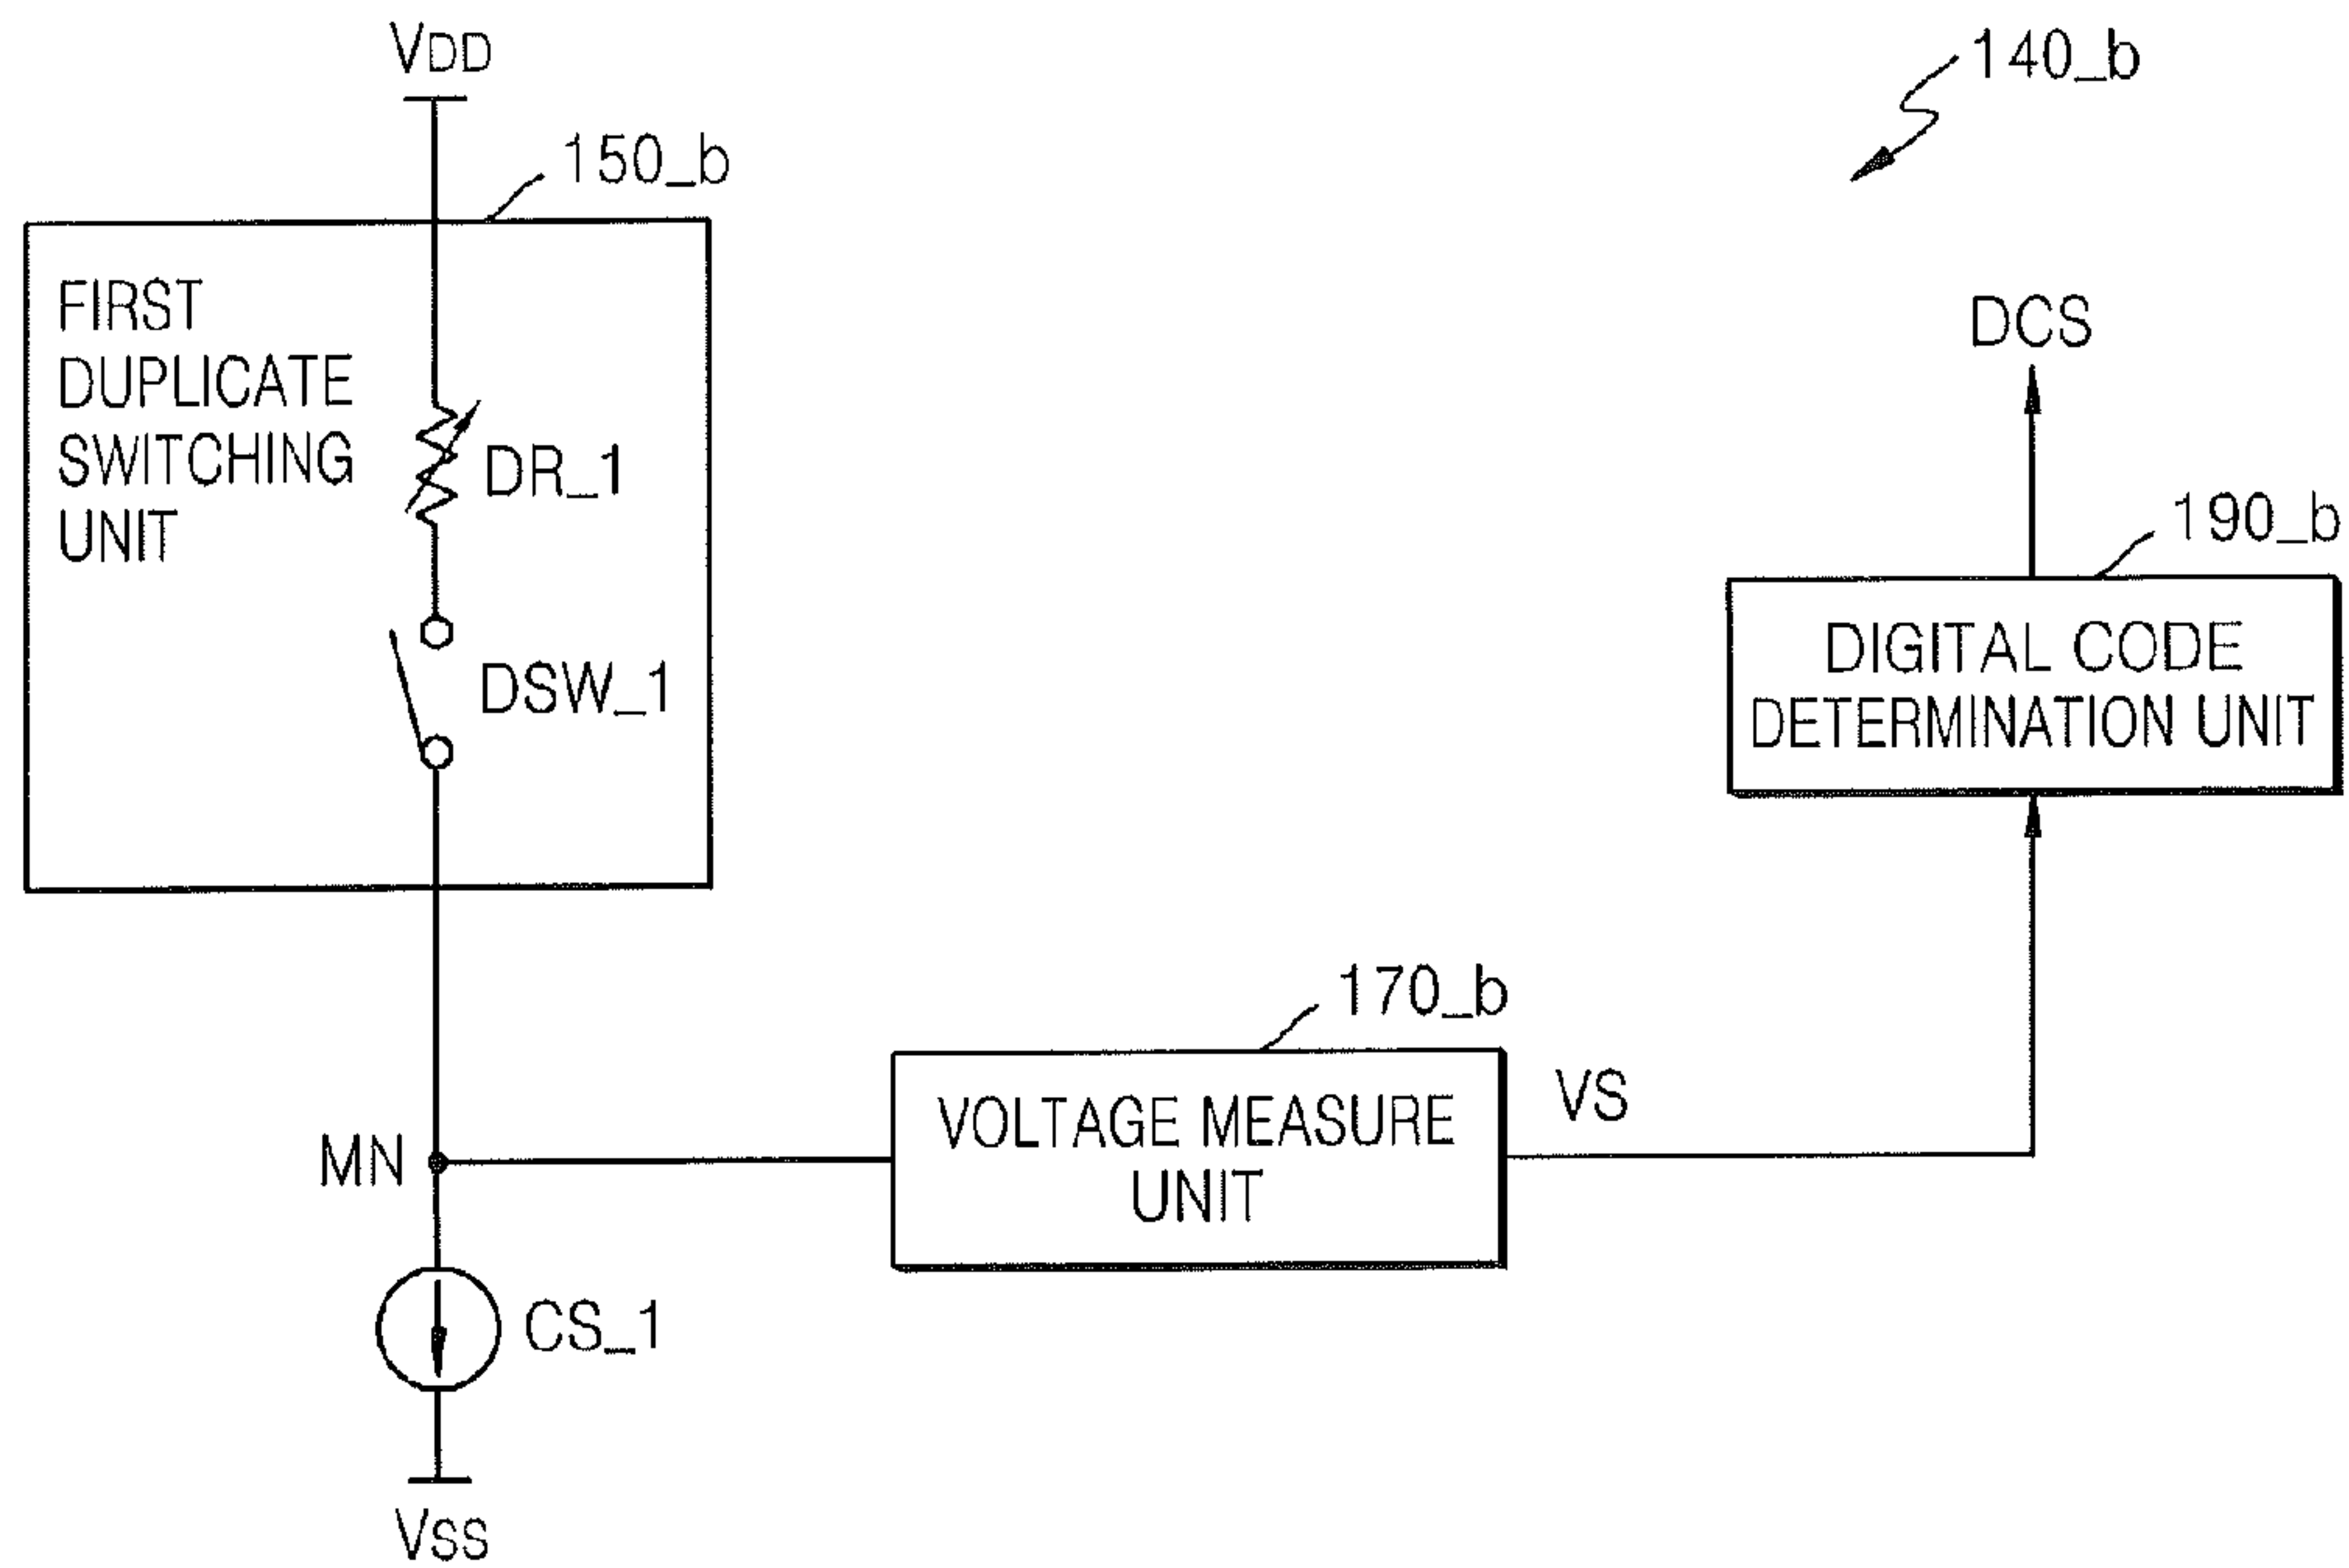 VDD
140_b
150_b
FIRST
DUPLICATE
SWITCHING
UNIT
DR_1
DSW_1
DCS
190_b
DIGITAL CODE
DETERMINATION UNIT
170_b
VOLTAGE MEASURE
UNIT
VS
MN
CS_1
VSS